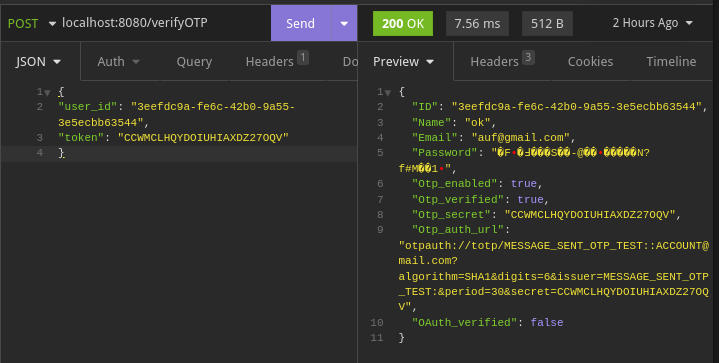 POST localhost:8080/verifyOTP Send 200 OK 7.56 ms 512 B 2 Hours Ago
JSON Auth Query Headers 1 Do Preview Headers 3 Cookies Timeline
1 {
2 "user_id": "3eefdc9a-fe6c-42b0-9a55-
3e5ecbb63544",
3 "token": "CCWMCLHQYDOIUHIAXDZ27OQV"
4 }
1 {
2 "ID": "3eefdc9a-fe6c-42b0-9a55-3e5ecbb63544",
3 "Name": "ok",
4 "Email": "auf@gmail.com",
5 "Password": "�F•�Ⅎ���S��-@��•�����N?
f#M��1•",
6 "Otp_enabled": true,
7 "Otp_verified": true,
8 "Otp_secret": "CCWMCLHQYDOIUHIAXDZ27OQV",
9 "Otp_auth_url":
"otpauth://totp/MESSAGE_SENT_OTP_TEST::ACCOUNT@
mail.com?
algorithm=SHA1&digits=6&issuer=MESSAGE_SENT_OTP
_TEST:&period=30&secret=CCWMCLHQYDOIUHIAXDZ27OQ
V",
10 "OAuth_verified": false
11 }